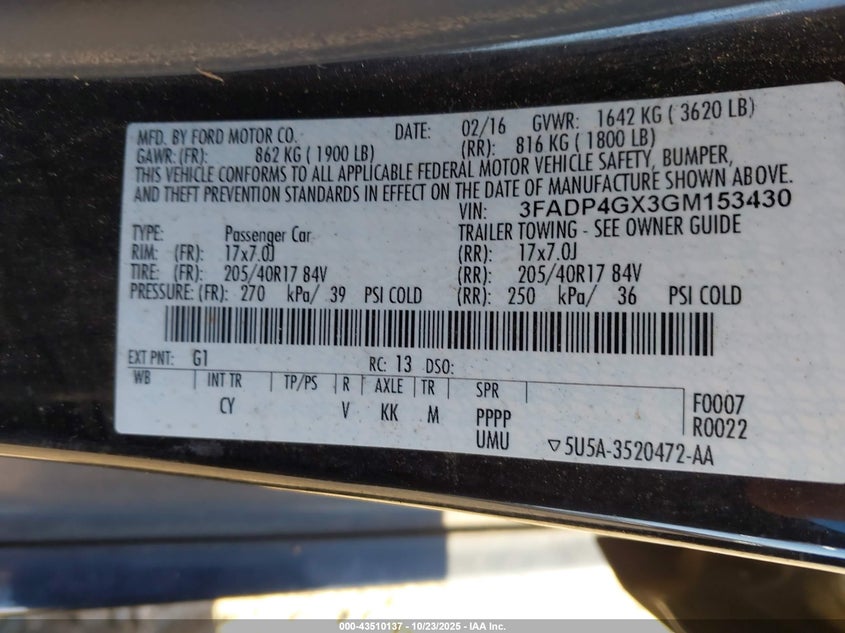 MFD. BY FORD MOTOR CO. DATE: 02/16 GVWR: 1642 KG ( 3620 LB)
GAWR: (FR): 862 KG ( 1900 LB) (RR): 816 KG ( 1800 LB)
THIS VEHICLE CONFORMS TO ALL APPLICABLE FEDERAL MOTOR VEHICLE SAFETY, BUMPER,
AND THEFT PREVENTION STANDARDS IN EFFECT ON THE DATE OF MANUFACTURE SHOWN ABOVE.
VIN: 3FADP4GX3GM153430
TYPE: Passenger Car TRAILER TOWING - SEE OWNER GUIDE
RIM: (FR): 17x7.0J (RR): 17x7.0J
TIRE: (FR): 205/40R17 84V (RR): 205/40R17 84V
PRESSURE: (FR): 270 kPa/ 39 PSI COLD (RR): 250 kPa/ 36 PSI COLD
EXT PNT: G1 RC: 13 DSO:
WB INT TR TP/PS R AXLE TR SPR F0007
CY V KK M PPPP R0022
UMU ▽5U5A-3520472-AA
000-43510137 - 10/23/2025 - IAA Inc.